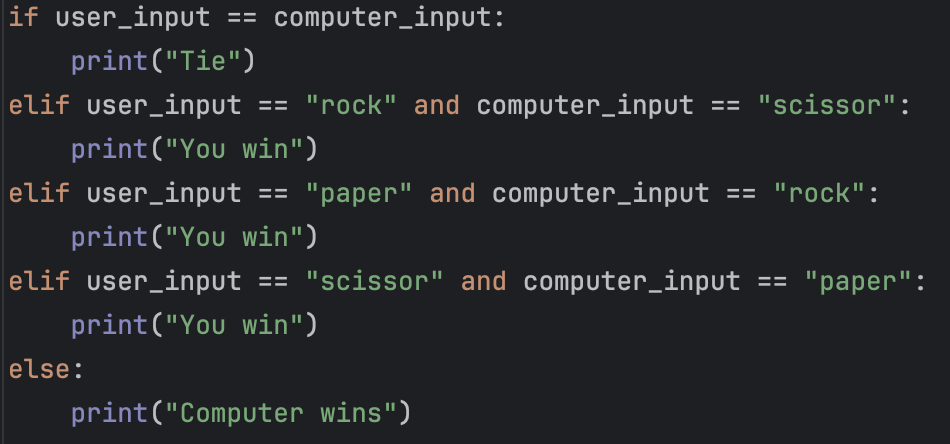 if user_input == computer_input:
    print("Tie")
elif user_input == "rock" and computer_input == "scissor":
    print("You win")
elif user_input == "paper" and computer_input == "rock":
    print("You win")
elif user_input == "scissor" and computer_input == "paper":
    print("You win")
else:
    print("Computer wins")